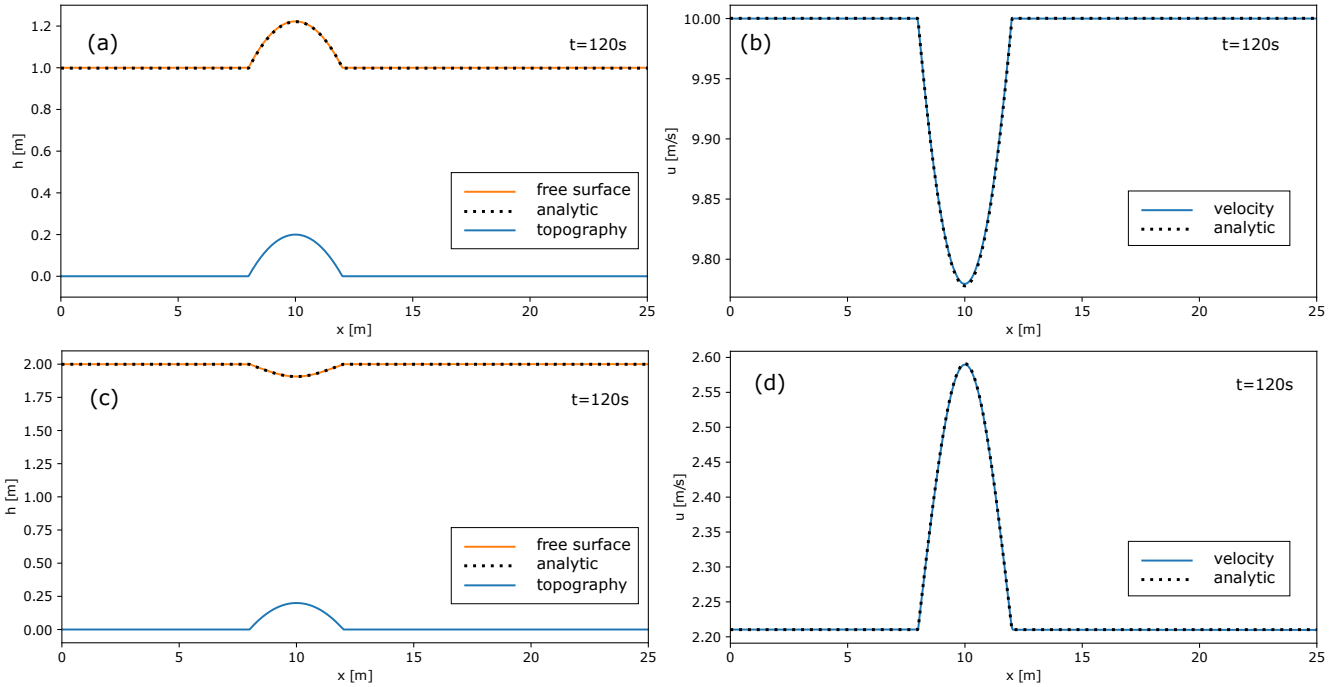 (a)
t=120s
1.2
1.0
0.8
0.6
0.4
0.2
0.0
h [m]
free surface
analytic
topography
0 5 10 15 20 25
x [m]
(b)
t=120s
10.00
9.95
9.90
9.85
9.80
u [m/s]
velocity
analytic
0 5 10 15 20 25
x [m]
(c)
t=120s
2.00
1.75
1.50
1.25
1.00
0.75
0.50
0.25
0.00
h [m]
free surface
analytic
topography
0 5 10 15 20 25
x [m]
(d)
t=120s
2.60
2.55
2.50
2.45
2.40
2.35
2.30
2.25
2.20
u [m/s]
velocity
analytic
0 5 10 15 20 25
x [m]